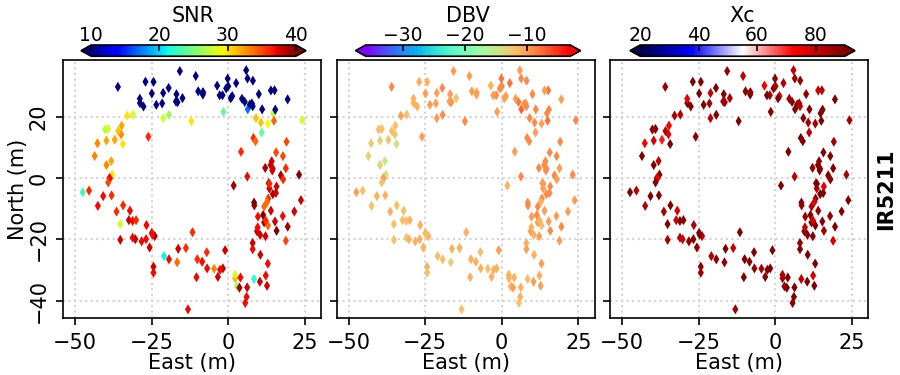 SNR DBV Xc
10 20 30 40 −30 −20 −10 20 40 60 80
North (m)
20
0
−20
−40
−50 −25 0 25 −50 −25 0 25 −50 −25 0 25
East (m) East (m) East (m)
IR5211